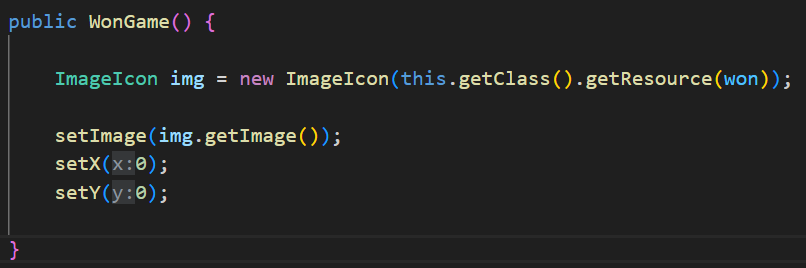 public WonGame() {
ImageIcon img = new ImageIcon(this.getClass().getResource(won));
setImage(img.getImage());
setX(x:0);
setY(y:0);
}